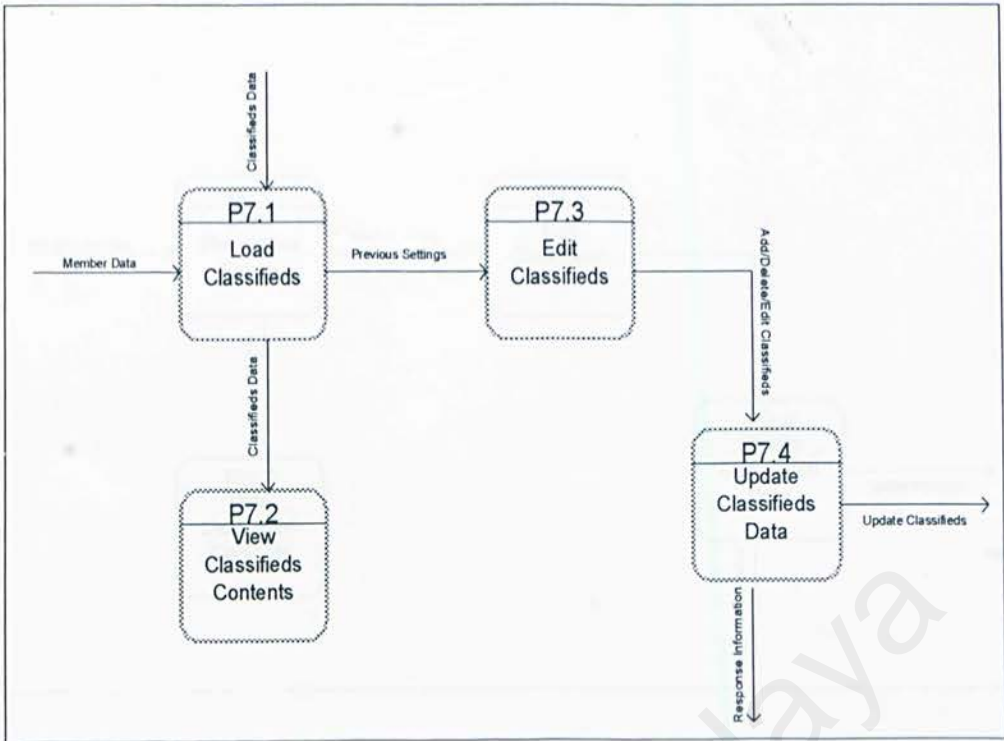 Classifieds Data
P7.1
Load
Classifieds
Member Data
Previous Settings
P7.3
Edit
Classifieds
Add/Delete/Edit Classifieds
Classifieds Data
P7.2
View
Classifieds
Contents
P7.4
Update
Classifieds
Data
Update Classifieds
Response Information
laya